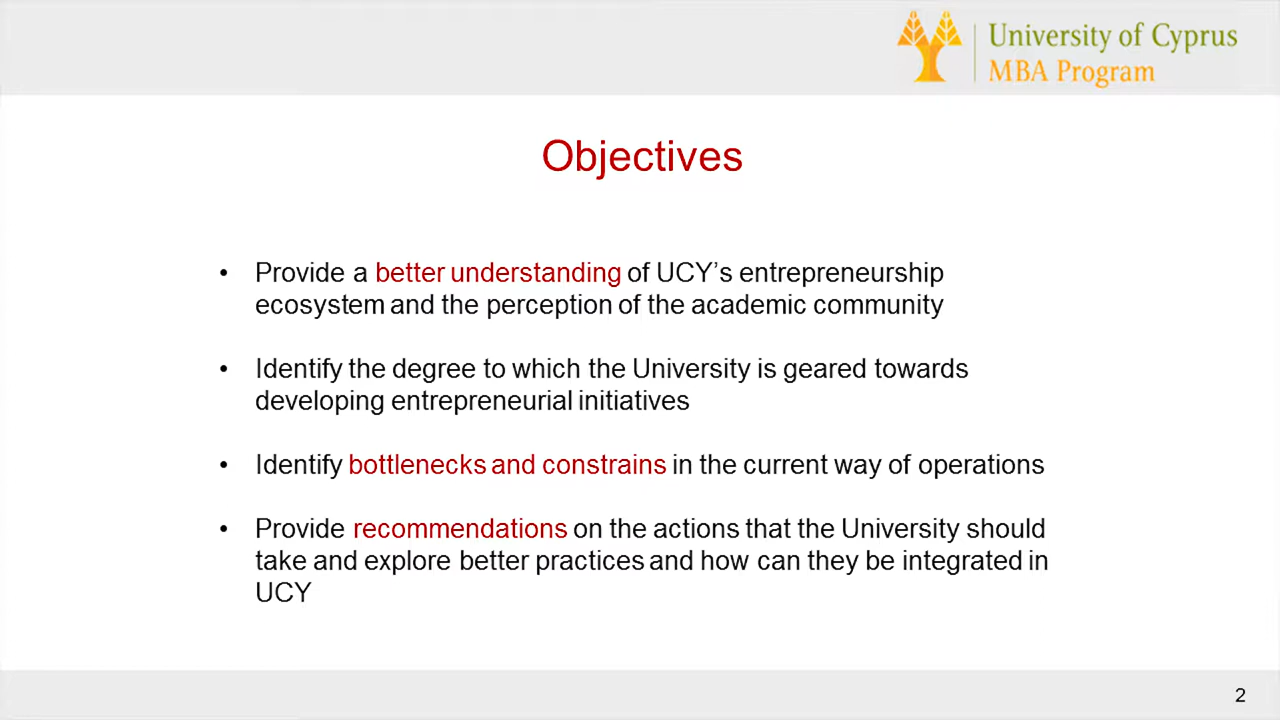 University of Cyprus
MBA Program
Objectives
• Provide a better understanding of UCY’s entrepreneurship
ecosystem and the perception of the academic community
• Identify the degree to which the University is geared towards
developing entrepreneurial initiatives
• Identify bottlenecks and constrains in the current way of operations
• Provide recommendations on the actions that the University should
take and explore better practices and how can they be integrated in
UCY
2